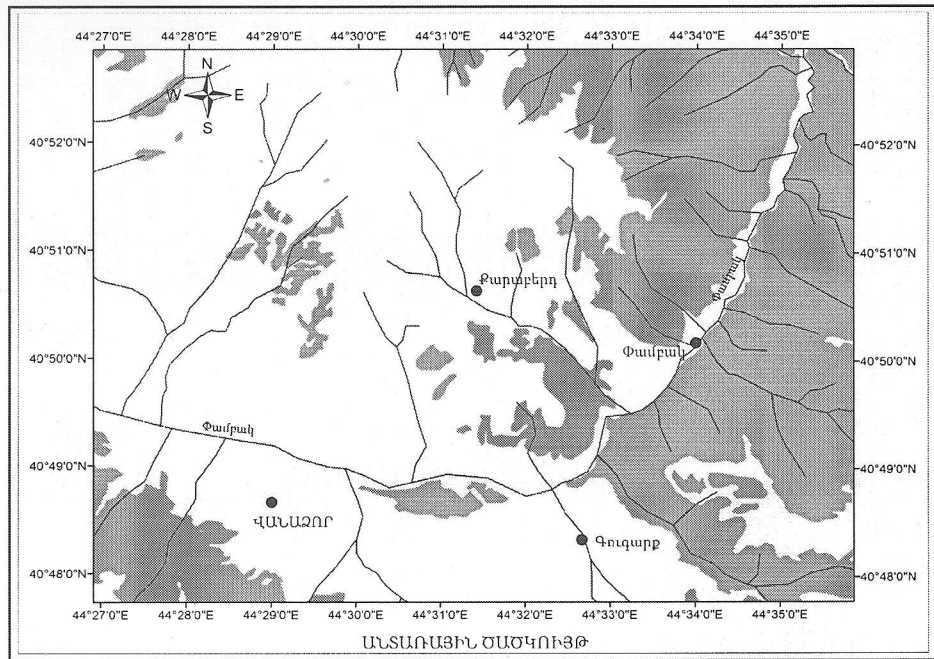 44°27'0"E 44°28'0"E 44°29'0"E 44°30'0"E 44°31'0"E 44°32'0"E 44°33'0"E 44°34'0"E 44°35'0"E
N
W E
S
40°52'0"N 40°52'0"N
40°51'0"N 40°51'0"N
Փամբակ
Քարաբերդ
40°50'0"N Փամբակ 40°50'0"N
Փամբակ
40°49'0"N 40°49'0"N
ՎԱՆԱՁՈՐ
Գուգարք
40°48'0"N 40°48'0"N
44°27'0"E 44°28'0"E 44°29'0"E 44°30'0"E 44°31'0"E 44°32'0"E 44°33'0"E 44°34'0"E 44°35'0"E
ԱՆՏԱՌԱՅԻՆ ԾԱԾԿՈՒՅԹ